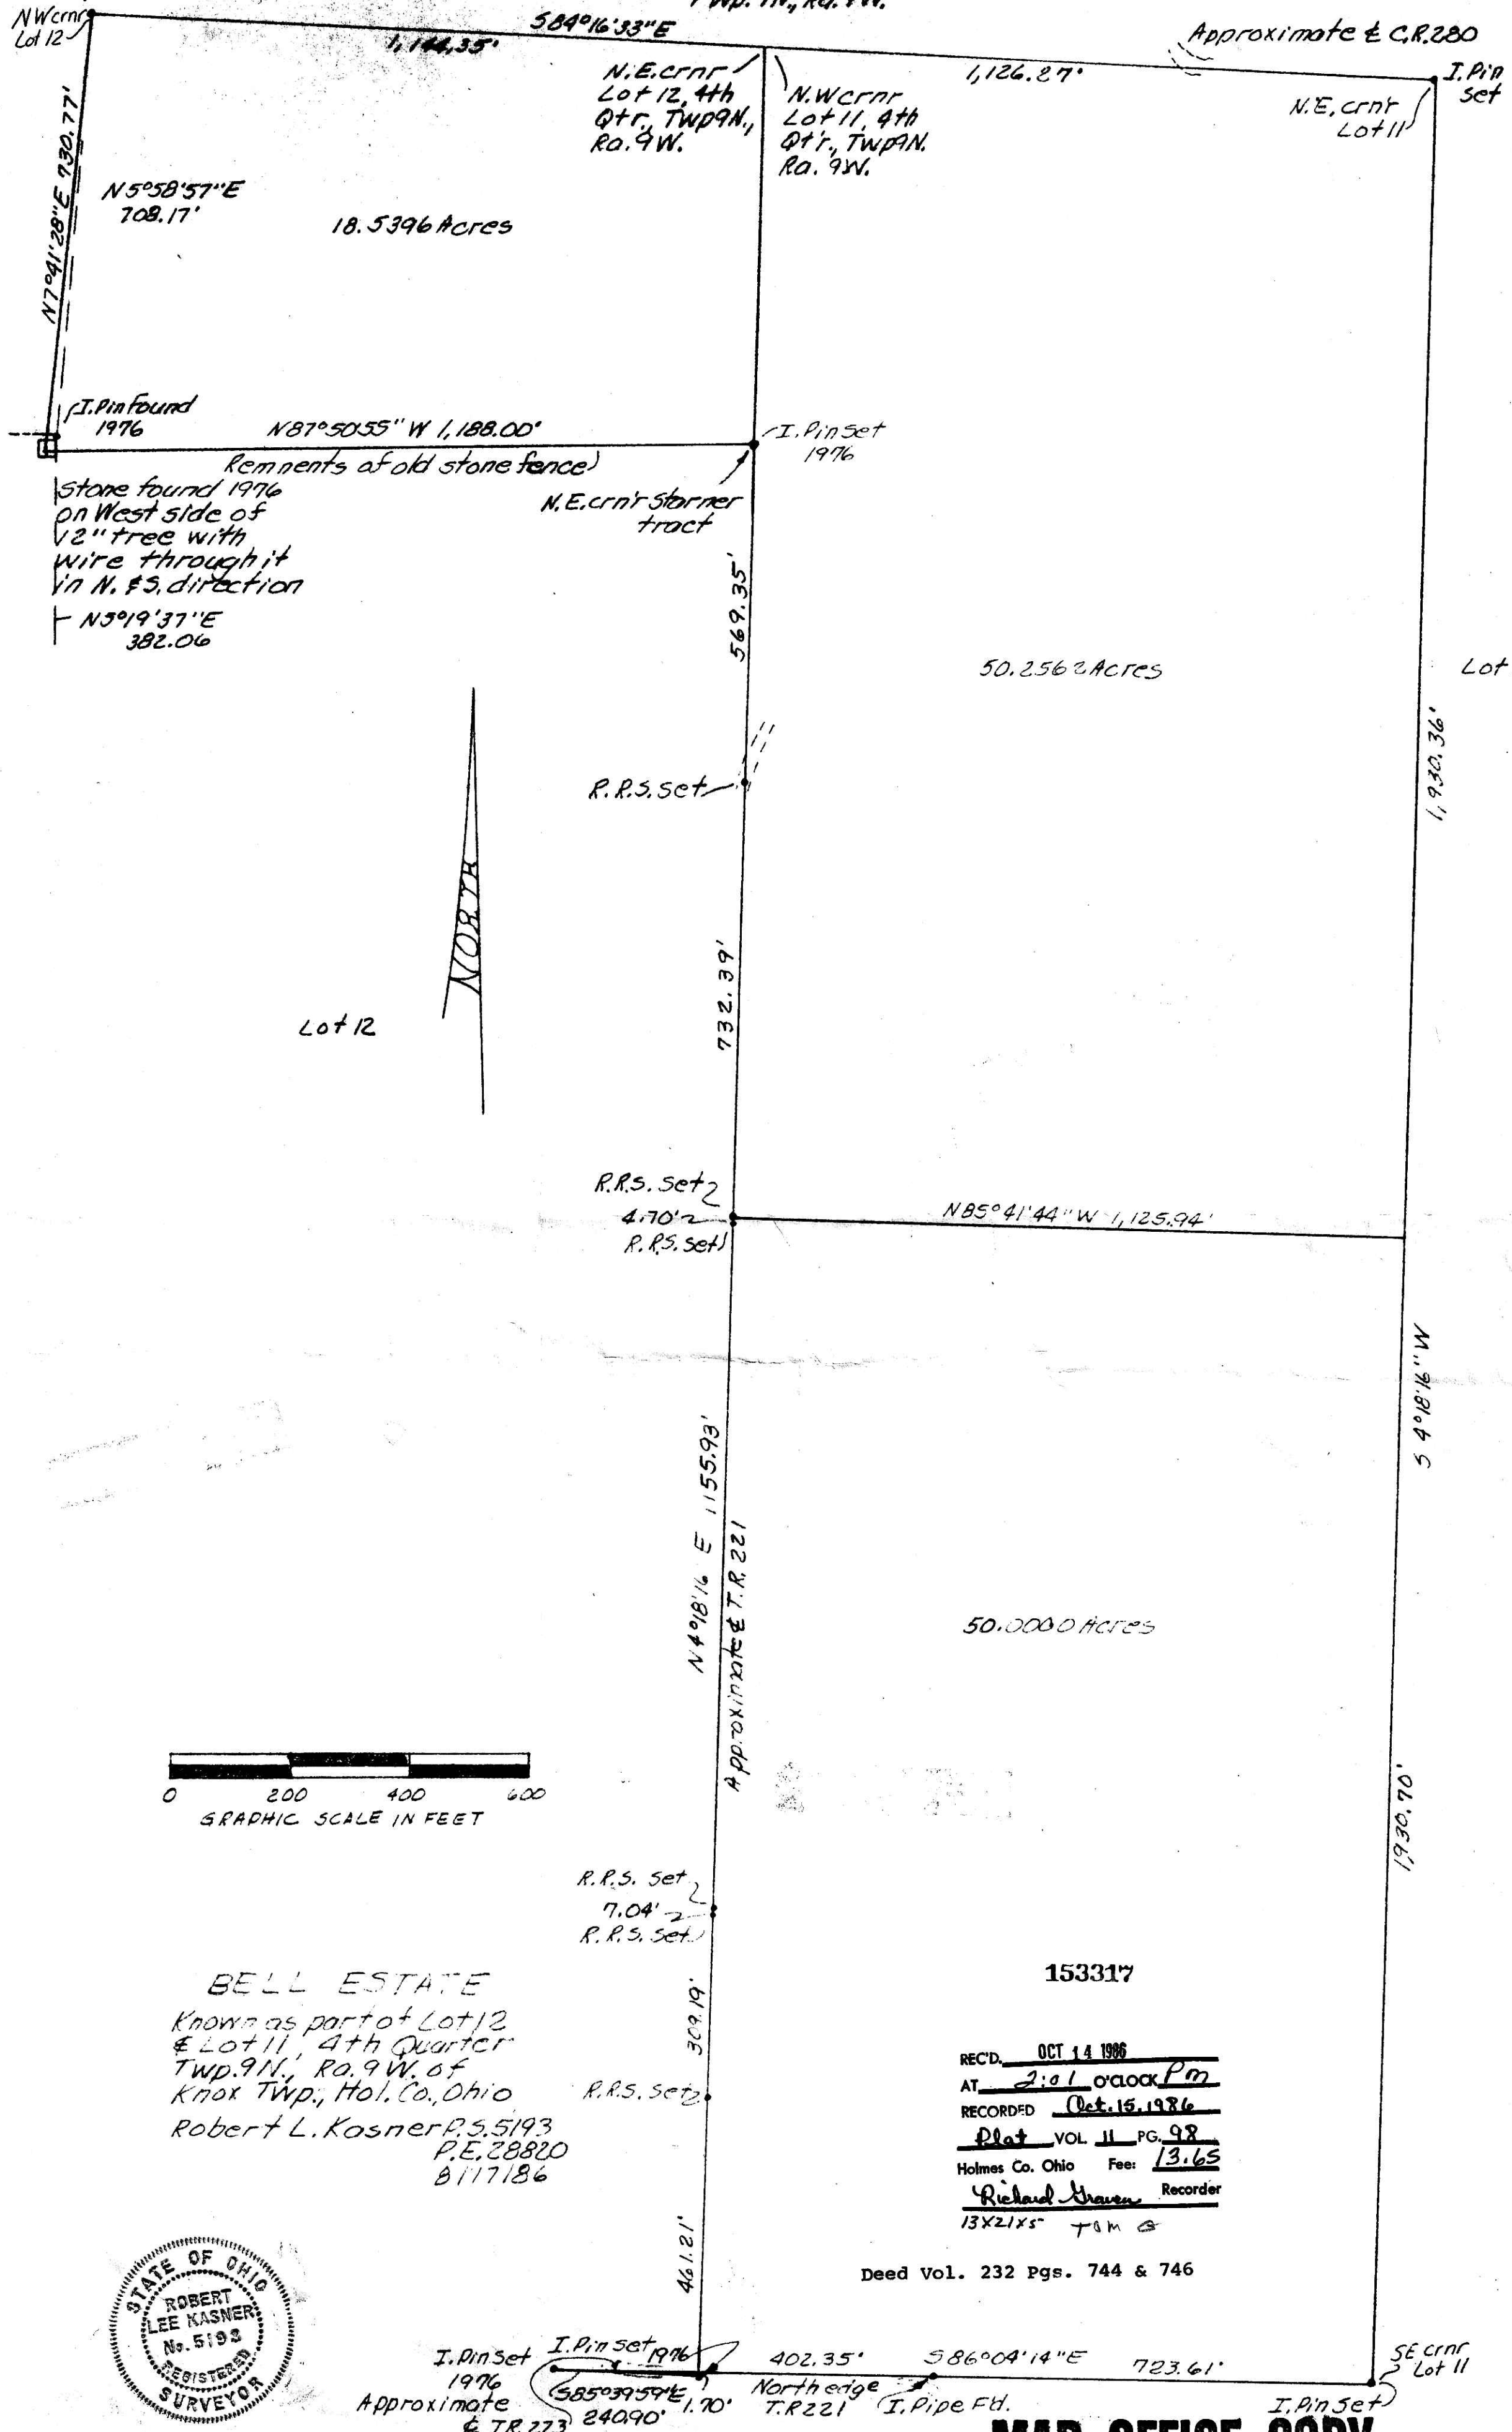 Twp. 9N., Ra. 9W.
NWcrnr
Lot 12
S84°16'33"E
1,144.35'
Approximate ℄ C.R.280
N.E.crnr
Lot 12, 4th
Qtr., Twp9N.,
Ra. 9W.
N.Wcrnr
Lot 11, 4th
Qt'r., Twp9N.
Ra. 9W.
1,126.27'
I.Pin
set
N.E, crn'r
Lot 11
N7°41'28"E 730.77'
N5°58'57"E
708.17'
18.5396 Acres
I.Pin Found
1976
N87°50'55"W 1,188.00'
I.Pin Set
1976
Remnents of old stone fence
Stone found 1976
on West side of
12" tree with
wire through it
in N. & S. direction
N.E.crn'r Starner
tract
N5°19'37"E
382.06
569.35'
50.2562 Acres
Lot
1,930.36'
R.R.S. set
NORTH
732.39'
Lot 12
R.R.S. Set
4.70'
R.R.S. set
N85°41'44"W 1,125.94'
S 4°18'16"W
N4°18'16 E 1155.93'
Approximate ℄ T.R. 221
50.0000 Acres
0 200 400 600
GRAPHIC SCALE IN FEET
1,930.70'
R.R.S. set
7.04'
R.R.S. Set
BELL ESTATE
Known as part of Lot 12
& Lot 11, 4th Quarter
Twp.9N., Ra.9W. of
Knox Twp., Hol. Co., Ohio
Robert L. Kasner P.S.5193
P.E.28820
8/17/86
309.19'
R.R.S. Set
461.21'
153317
REC'D. OCT 14 1986
AT 2:01 O'CLOCK Pm
RECORDED Oct. 15, 1986
Plat VOL 11 PG. 98
Holmes Co. Ohio Fee: 13.65
Richard Graven Recorder
13X21X5 Tom
Deed Vol. 232 Pgs. 744 & 746
STATE OF OHIO
ROBERT
LEE KASNER
No. 5193
REGISTERED
SURVEYOR
I.Pin Set
1976
Approximate
℄ T.R.223
I.Pin Set 1976
S85°39'59"E
240.90'
1.70'
402.35'
North edge
T.R221
I.Pipe Fd.
S86°04'14"E
723.61'
SE crnr
Lot 11
I.Pin Set
MAP OFFICE COPY